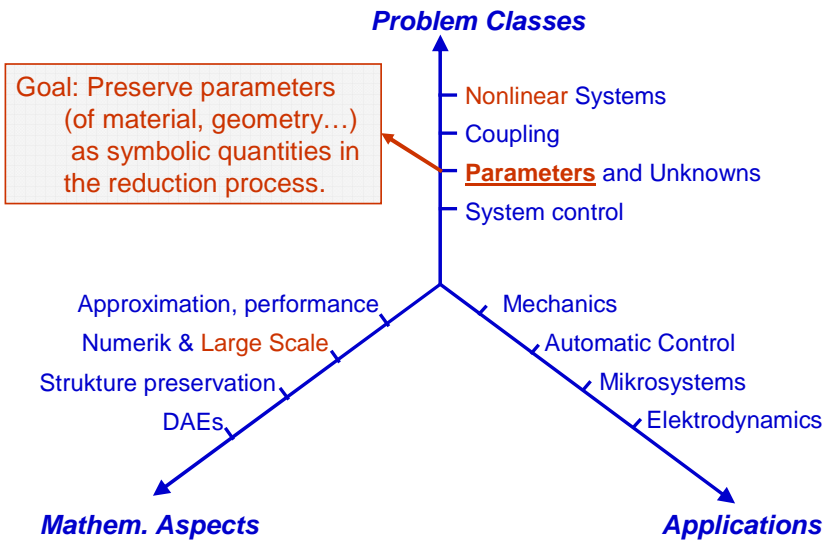 Problem Classes
Goal: Preserve parameters
(of material, geometry…)
as symbolic quantities in
the reduction process.
Nonlinear Systems
Coupling
Parameters and Unknowns
System control
Approximation, performance
Numerik & Large Scale
Strukture preservation
DAEs
Mechanics
Automatic Control
Mikrosystems
Elektrodynamics
Mathem. Aspects
Applications